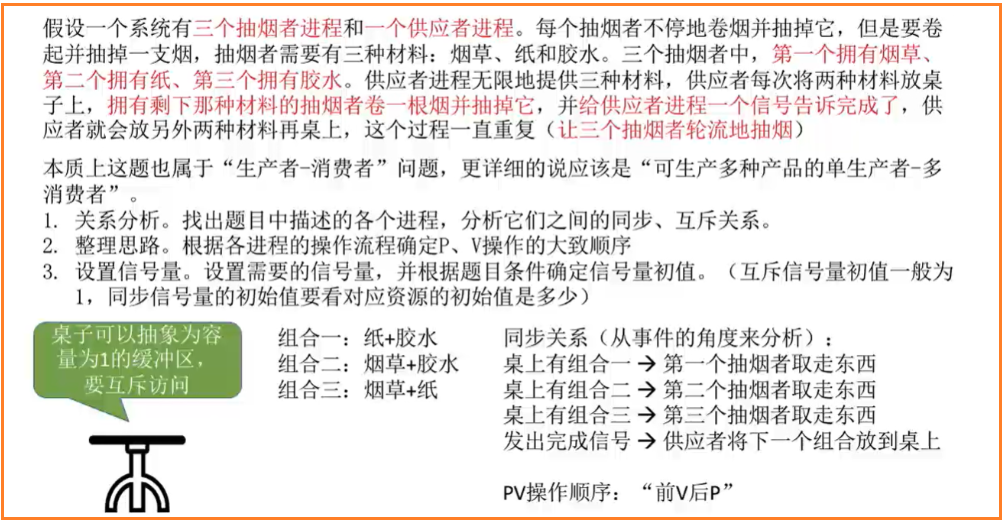 假设一个系统有三个抽烟者进程和一个供应者进程。每个抽烟者不停地卷烟并抽掉它，但是要卷
起并抽掉一支烟，抽烟者需要有三种材料：烟草、纸和胶水。三个抽烟者中，第一个拥有烟草、
第二个拥有纸、第三个拥有胶水。供应者进程无限地提供三种材料，供应者每次将两种材料放桌
子上，拥有剩下那种材料的抽烟者卷一根烟并抽掉它，并给供应者进程一个信号告诉完成了，供
应者就会放另外两种材料再桌上，这个过程一直重复（让三个抽烟者轮流地抽烟）
本质上这题也属于“生产者-消费者”问题，更详细的说应该是“可生产多种产品的单生产者-多
消费者”。
1. 关系分析。找出题目中描述的各个进程，分析它们之间的同步、互斥关系。
2. 整理思路。根据各进程的操作流程确定P、V操作的大致顺序
3. 设置信号量。设置需要的信号量，并根据题目条件确定信号量初值。（互斥信号量初值一般为
1，同步信号量的初始值要看对应资源的初始值是多少）
桌子可以抽象为容
量为1的缓冲区，
要互斥访问
组合一：纸+胶水
组合二：烟草+胶水
组合三：烟草+纸
同步关系（从事件的角度来分析）：
桌上有组合一 → 第一个抽烟者取走东西
桌上有组合二 → 第二个抽烟者取走东西
桌上有组合三 → 第三个抽烟者取走东西
发出完成信号 → 供应者将下一个组合放到桌上
PV操作顺序：“前V后P”